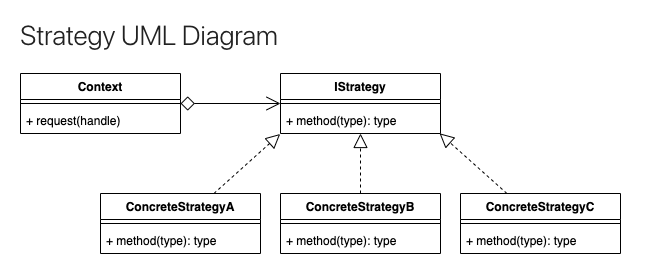 Strategy UML Diagram
Context
+ request(handle)
IStrategy
+ method(type): type
ConcreteStrategyA
+ method(type): type
ConcreteStrategyB
+ method(type): type
ConcreteStrategyC
+ method(type): type